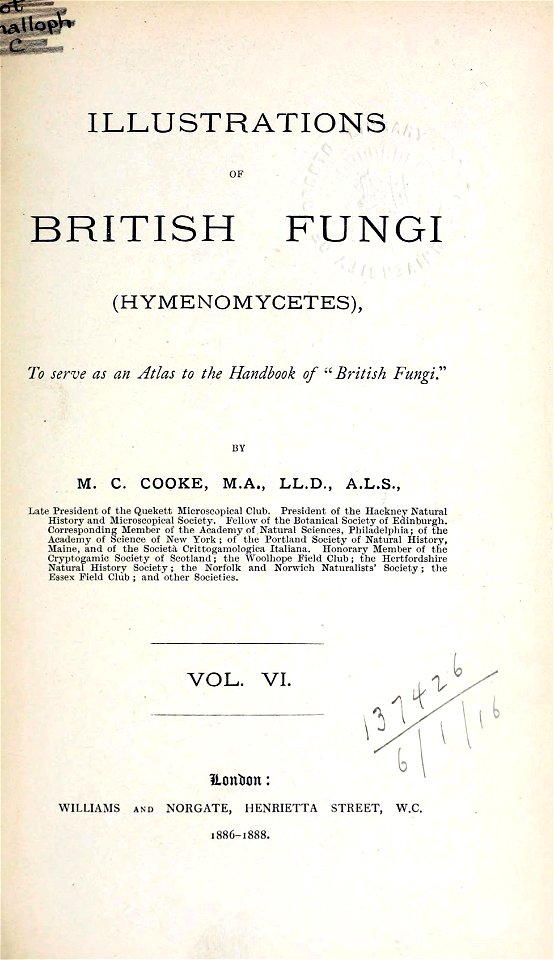 ILLUSTRATIONS
OF
BRITISH FUNGI
(HYMENOMYCETES),
To serve as an Atlas to the Handbook of "British Fungi."
BY
M. C. COOKE, M.A., LL.D., A.L.S.,
Late President of the Quekett Microscopical Club. President of the Hackney Natural
History and Microscopical Society. Fellow of the Botanical Society of Edinburgh.
Corresponding Member of the Academy of Natural Sciences, Philadelphia; of the
Academy of Science of New York; of the Portland Society of Natural History,
Maine, and of the Società Crittogamologica Italiana. Honorary Member of the
Cryptogamic Society of Scotland; the Woolhope Field Club; the Hertfordshire
Natural History Society; the Norfolk and Norwich Naturalists' Society; the
Essex Field Club; and other Societies.
VOL. VI.
137426
6/1/16
London:
WILLIAMS AND NORGATE, HENRIETTA STREET, W.C.
1886-1888.